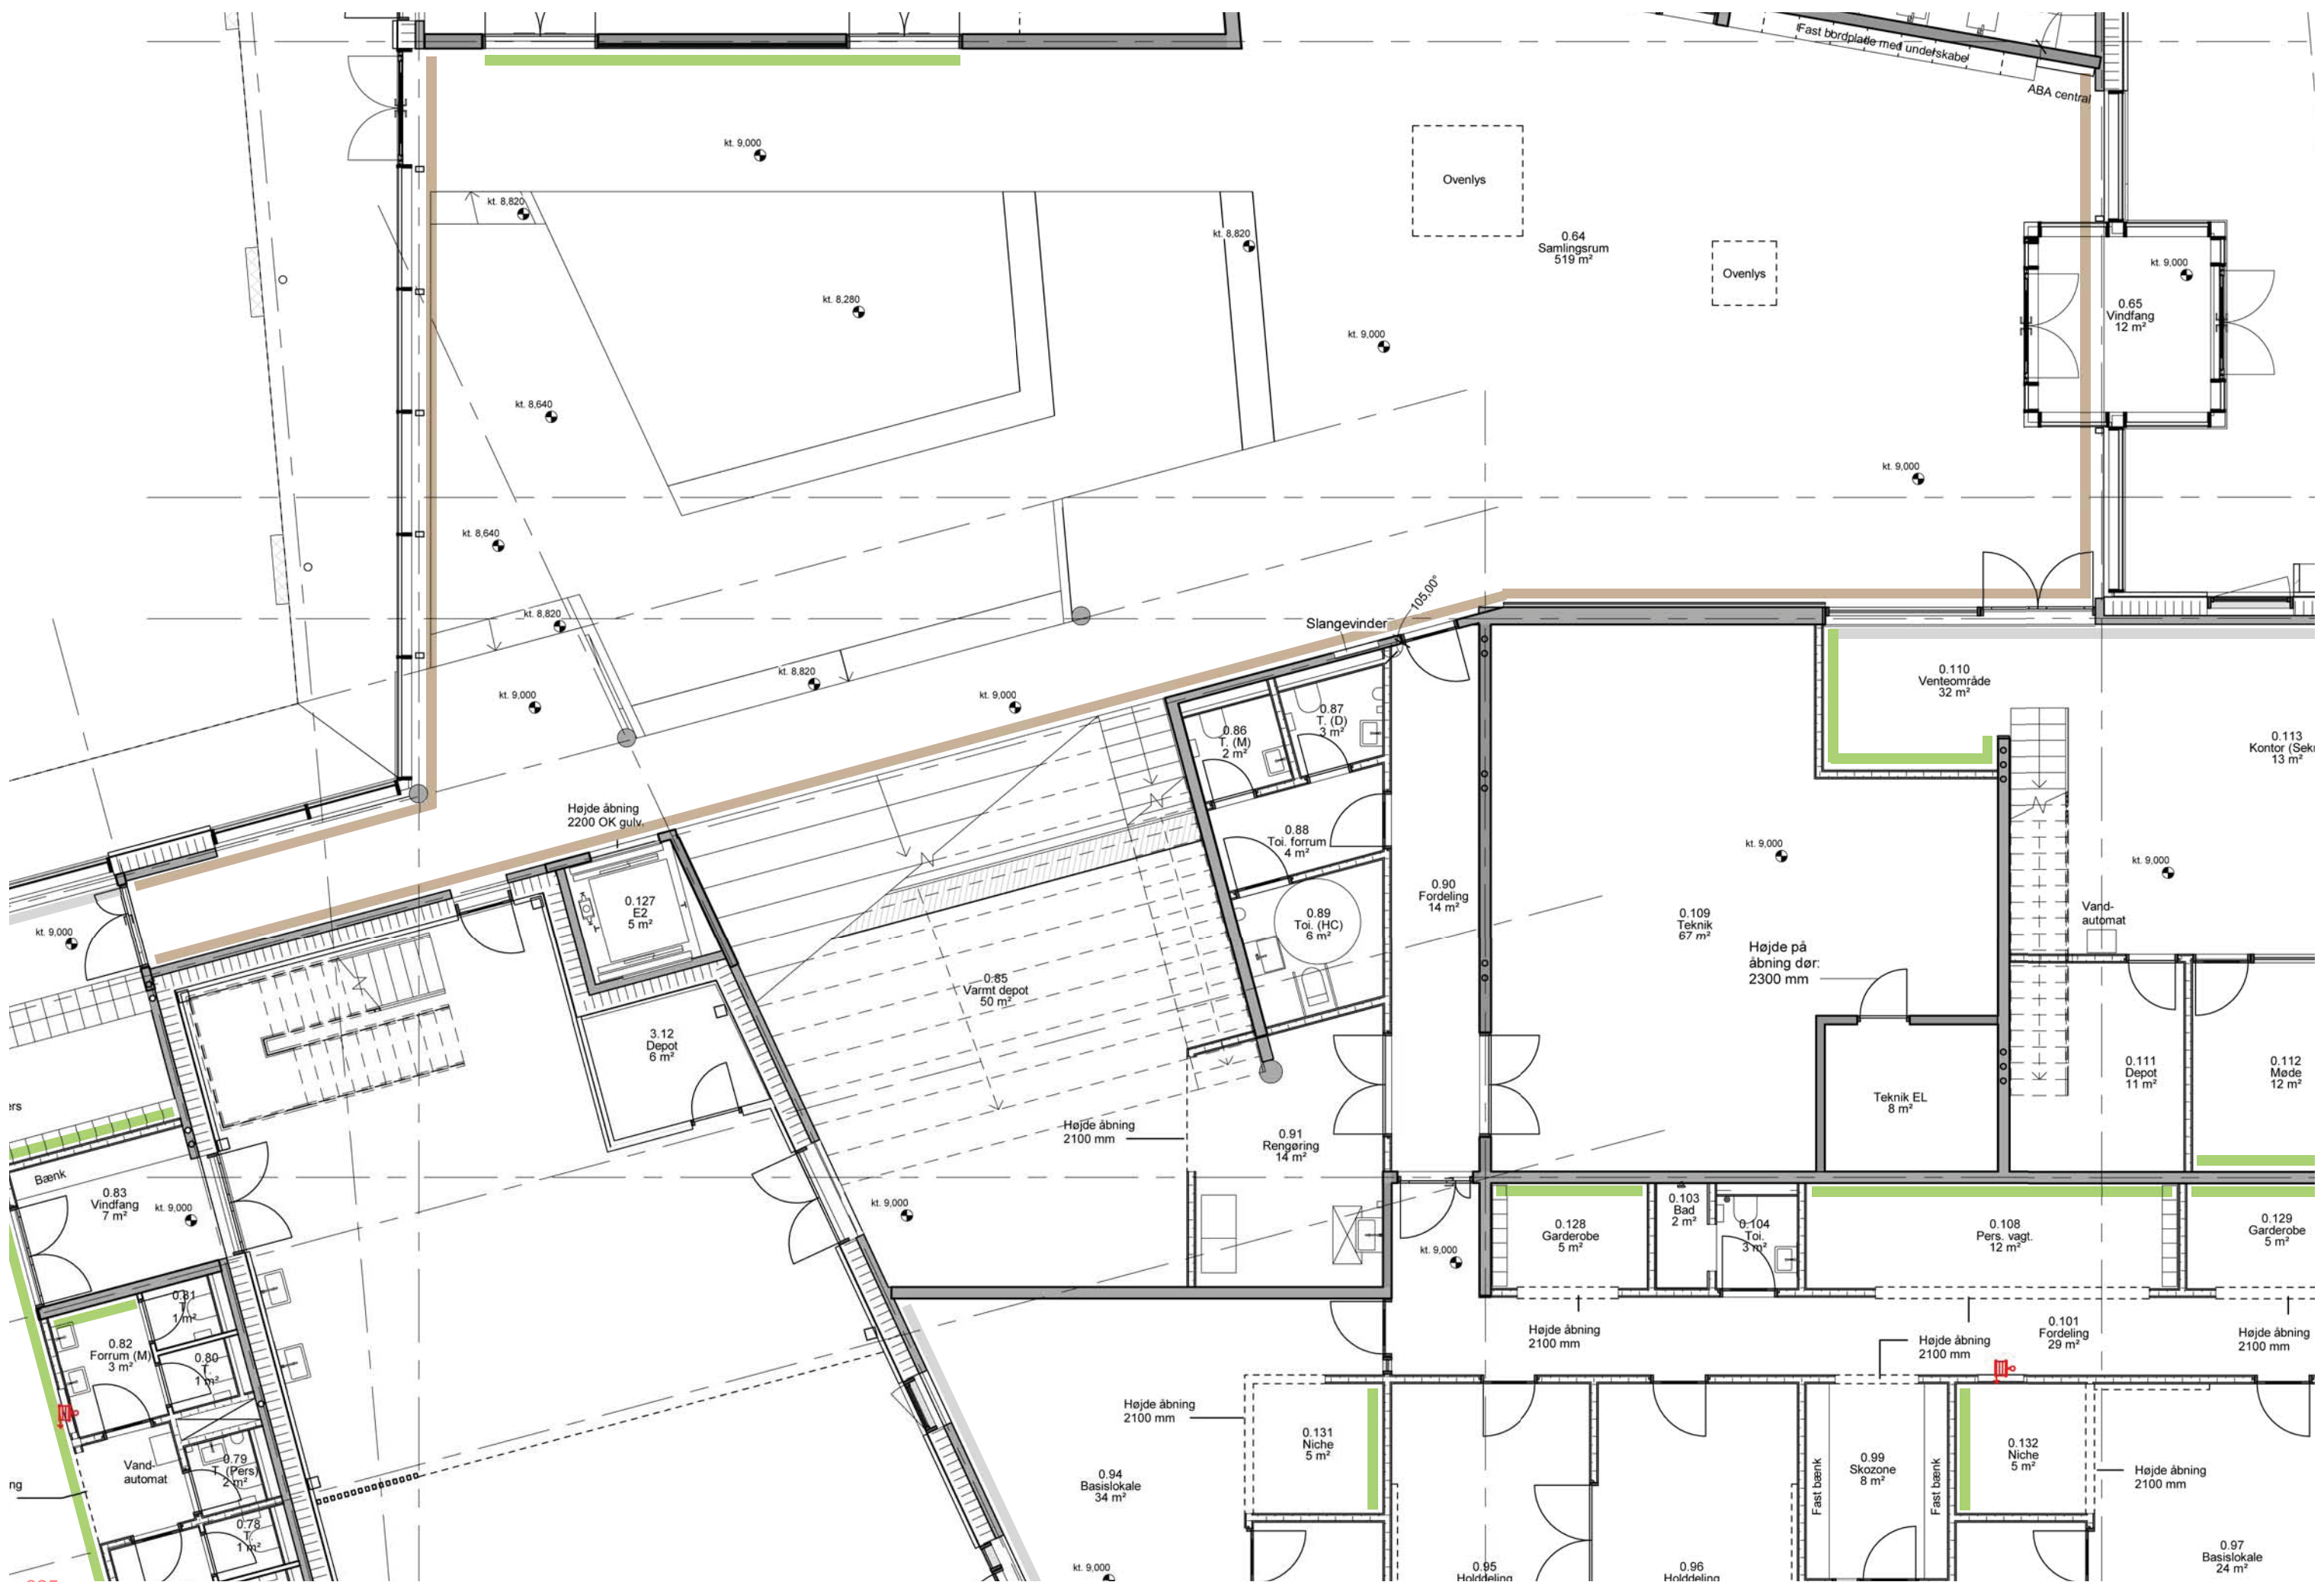 Fast bordplade med underskabel
ABA central
kt. 9,000
Ovenlys
kt. 8,820
kt. 8,820
0.64
Samlingsrum
519 m²
Ovenlys
kt. 9,000
0.65
Vindfang
12 m²
kt. 8,280
kt. 9,000
kt. 8,640
kt. 9,000
kt. 8,640
105,00°
kt. 8,820
Slangevinder
kt. 8,820
kt. 9,000
kt. 9,000
0.110
Venteområde
32 m²
0.87
T. (D)
3 m²
0.86
T. (M)
2 m²
0.113
13 m²
Højde åbning
2200 OK gulv.
0.88
Toi. forrum
4 m²
kt. 9,000
kt. 9,000
0.90
Fordeling
14 m²
0.127
E2
5 m²
0.89
Toi. (HC)
6 m²
0.109
Teknik
67 m²
Vand-
automat
kt. 9,000
Højde på
åbning dør:
2300 mm
0.85
Varmt depot
50 m²
3.12
Depot
6 m²
0.111
Depot
11 m²
0.112
Møde
12 m²
Teknik EL
8 m²
ers
Højde åbning
2100 mm
0.91
Rengøring
14 m²
Bænk
0.83
Vindfang
7 m²
kt. 9,000
kt. 9,000
0.103
Bad
2 m²
0.128
Garderobe
5 m²
0.104
Toi.
3 m²
0.108
Pers. vagt.
12 m²
0.129
Garderobe
5 m²
kt. 9,000
0.81
T.
1 m²
0.82
Forrum (M)
3 m²
0.80
T.
1 m²
Højde åbning
2100 mm
Højde åbning
2100 mm
0.101
Fordeling
29 m²
Højde åbning
2100 mm
Højde åbning
2100 mm
0.131
Niche
5 m²
0.132
Niche
5 m²
Vand-
automat
0.79
T. (Pers)
2 m²
0.94
Basislokale
34 m²
Fast bænk
0.99
Skozone
8 m²
Fast bænk
Højde åbning
2100 mm
ng
0.78
T.
1 m²
kt. 9,000
0.95
Holddeling
0.96
Holddeling
0.97
Basislokale
24 m²